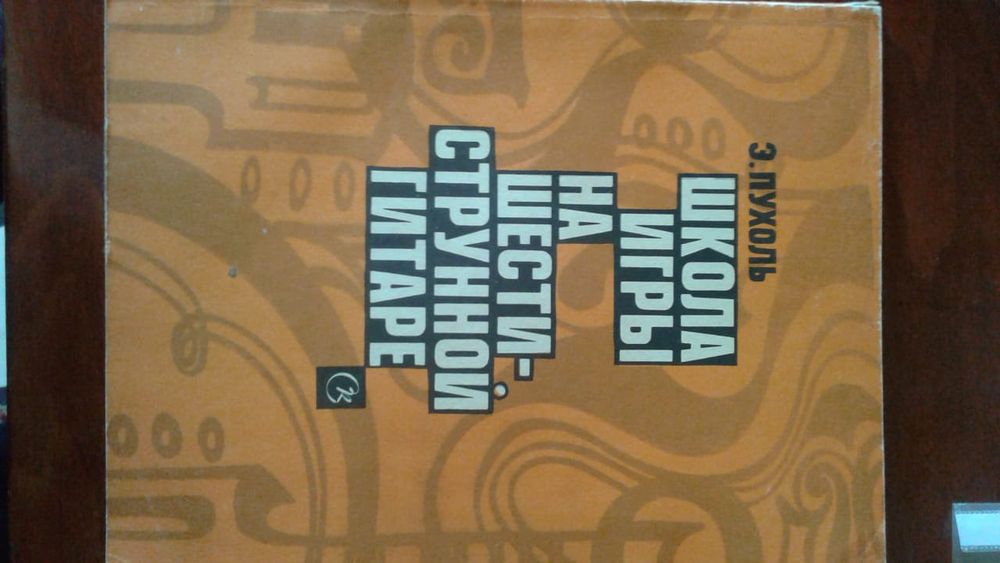 Э. ПУХОЛЬ
ШКОЛА
ИГРЫ
НА
ШЕСТИ-
СТРУННОЙ
ГИТАРЕ